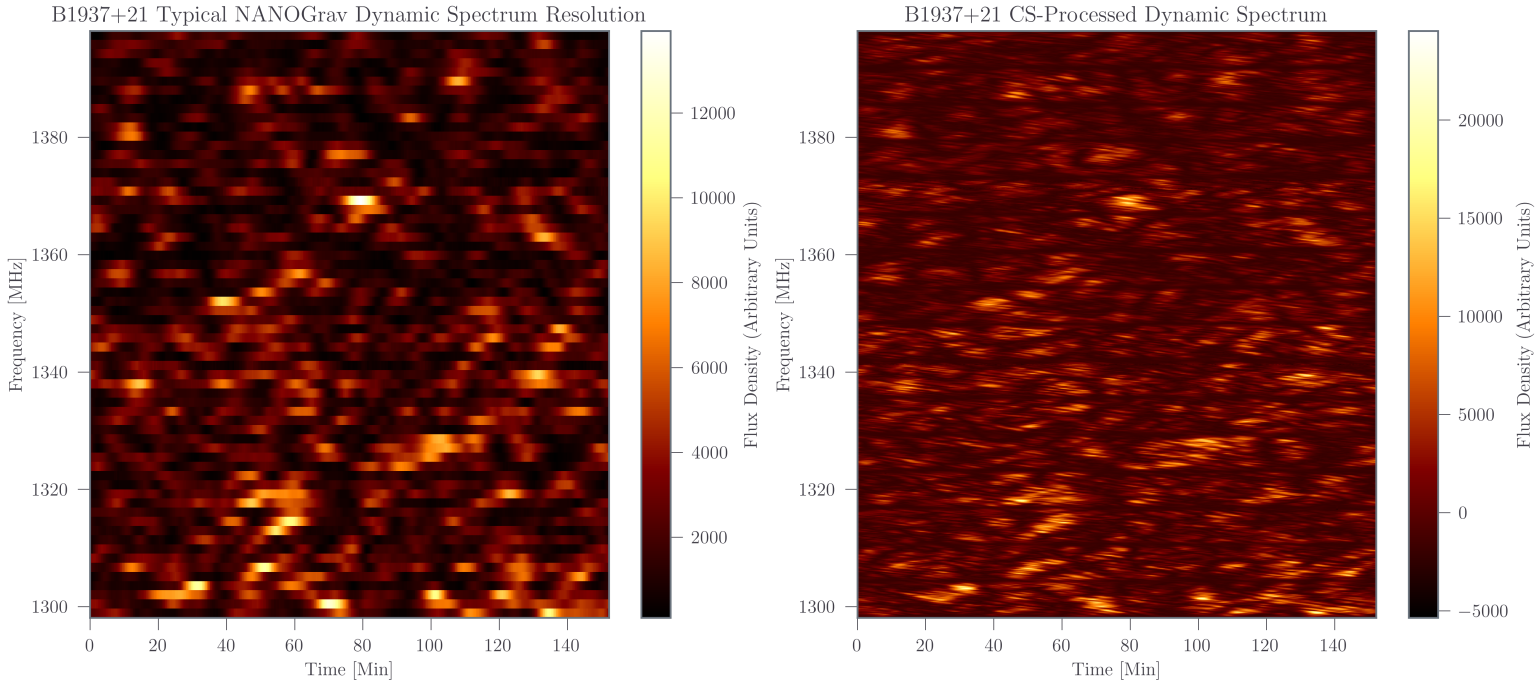 B1937+21 Typical NANOGrav Dynamic Spectrum Resolution
1380
1360
1340
1320
1300
Frequency [MHz]
0 20 40 60 80 100 120 140
Time [Min]
12000
10000
8000
6000
4000
2000
Flux Density (Arbitrary Units)
B1937+21 CS-Processed Dynamic Spectrum
1380
1360
1340
1320
1300
Frequency [MHz]
0 20 40 60 80 100 120 140
Time [Min]
20000
15000
10000
5000
0
−5000
Flux Density (Arbitrary Units)